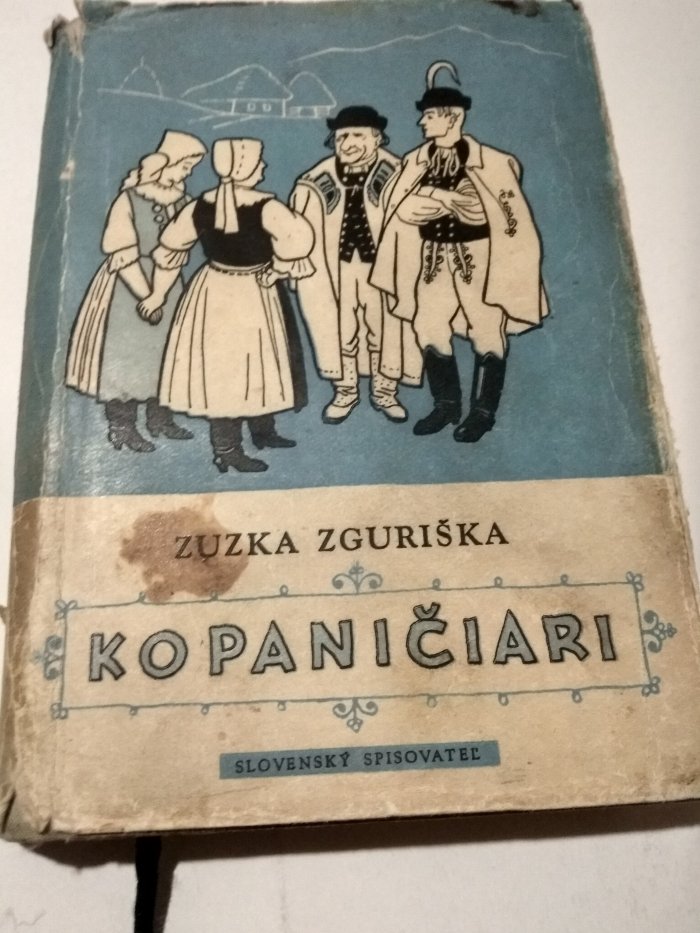 ZUZKA ZGURIŠKA
KOPANIČIARI
SLOVENSKÝ SPISOVATEĽ